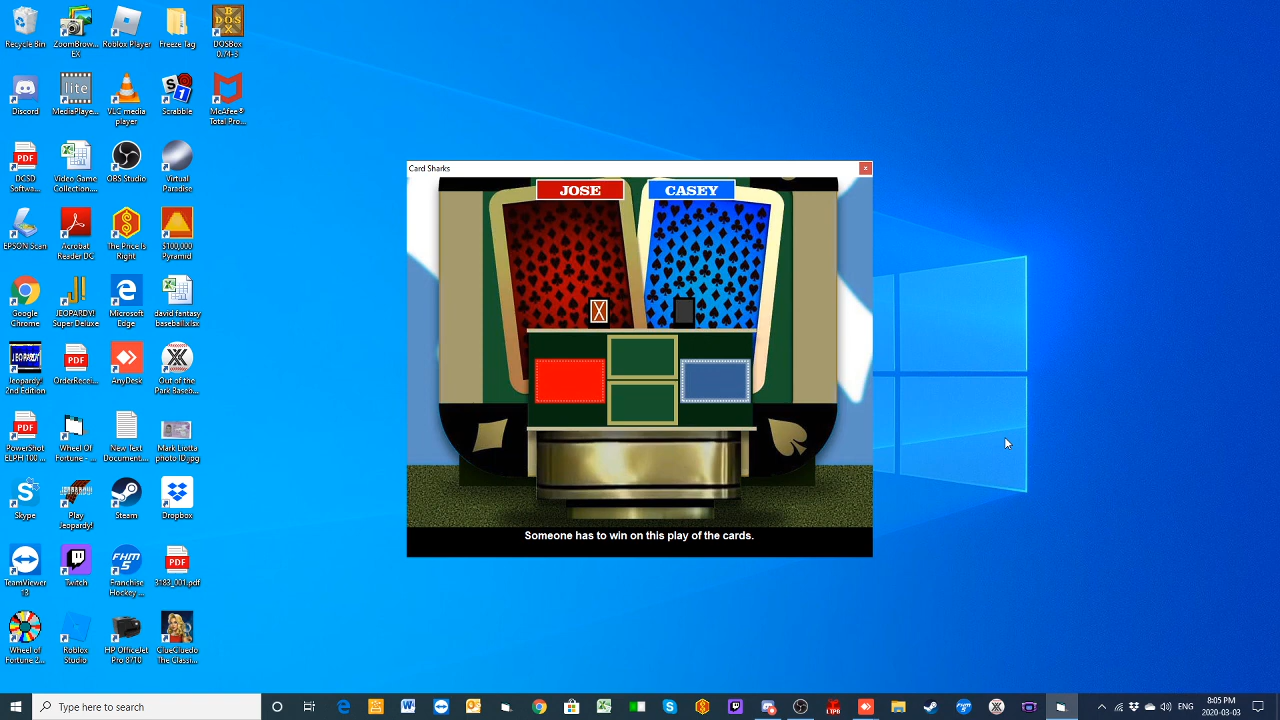 Recycle Bin
ZoomBrow...
EX
Roblox Player
Freeze Tag
DOSBox
0.74-3
Discord
MediaPlaye...
VLC media
player
Scrabble
McAfee®
Total Pro...
DCSD
Softwa...
Video Game
Collection....
OBS Studio
Virtual
Paradise
EPSON Scan
Acrobat
Reader DC
The Price Is
Right
$100,000
Pyramid
Google
Chrome
JEOPARDY!
Super Deluxe
Microsoft
Edge
david fantasy
baseball.xlsx
Jeopardy:
2nd Edition
OrderRecei...
AnyDesk
Out of the
Park Baseb...
PowerShot
ELPH 100 ...
Wheel Of
Fortune - ...
New Text
Document...
Mark Liotta
photo ID.jpg
Skype
Play
Jeopardy!
Steam
Dropbox
TeamViewer
13
Twitch
Franchise
Hockey ...
3183_001.pdf
Wheel of
Fortune 2...
Roblox
Studio
HP OfficeJet
Pro 8710
ClueCluedo
The Classi...
Card Sharks
JOSE
CASEY
Someone has to win on this play of the cards.
Type here to search
ENG
8:05 PM
2020-03-03